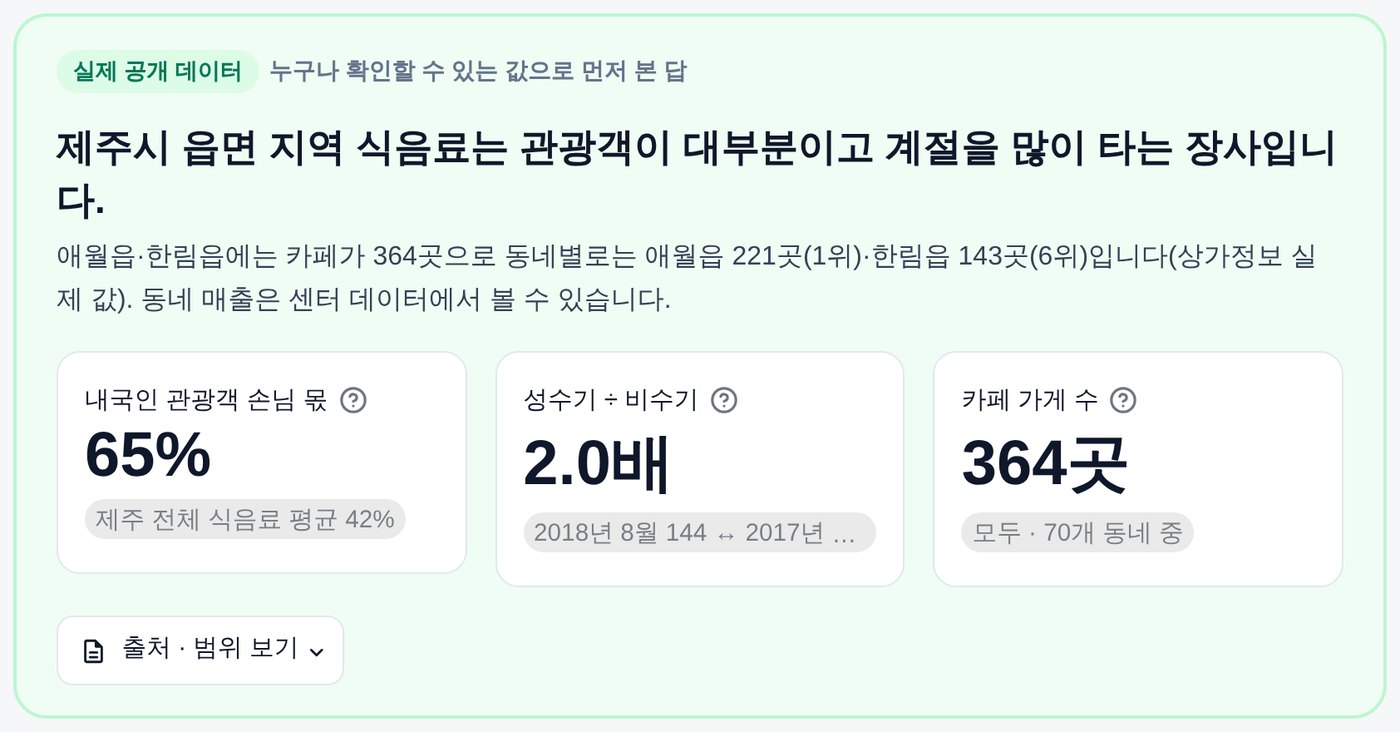 실제 공개 데이터 누구나 확인할 수 있는 값으로 먼저 본 답
제주시 읍면 지역 식음료는 관광객이 대부분이고 계절을 많이 타는 장사입니
다.
애월읍·한림읍에는 카페가 364곳으로 동네별로는 애월읍 221곳(1위)·한림읍 143곳(6위)입니다(상가정보 실
제 값). 동네 매출은 센터 데이터에서 볼 수 있습니다.
내국인 관광객 손님 몫
65%
제주 전체 식음료 평균 42%
성수기 ÷ 비수기
2.0배
2018년 8월 144 ↔ 2017년 …
카페 가게 수
364곳
모두 · 70개 동네 중
출처 · 범위 보기